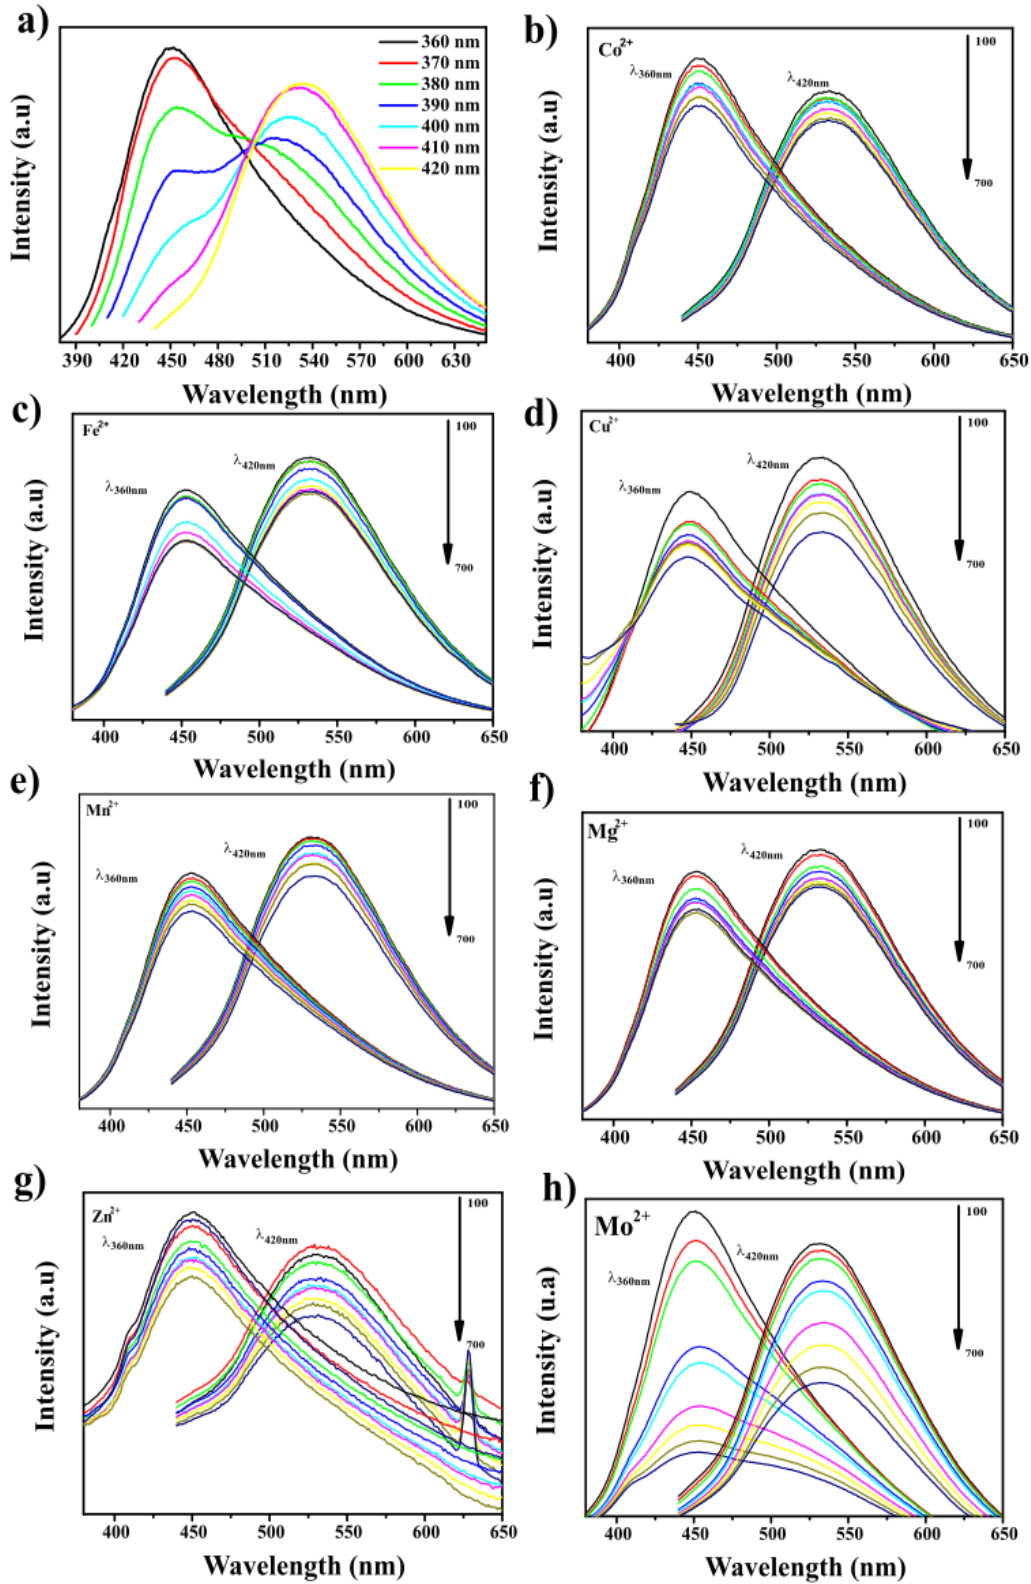 a)
360 nm
370 nm
380 nm
390 nm
400 nm
410 nm
420 nm
Intensity (a.u)
390 420 450 480 510 540 570 600 630
Wavelength (nm)
b)
Co2+
λ360nm
λ420nm
100
700
Intensity (a.u)
400 450 500 550 600 650
Wavelength (nm)
c)
Fe2+
λ360nm
λ420nm
100
700
Intensity (a.u)
400 450 500 550 600 650
Wavelength (nm)
d)
Cu2+
λ360nm
λ420nm
100
700
Intensity (a.u)
400 450 500 550 600 650
Wavelength (nm)
e)
Mn2+
λ360nm
λ420nm
100
700
Intensity (a.u)
400 450 500 550 600 650
Wavelength (nm)
f)
Mg2+
λ360nm
λ420nm
100
700
Intensity (a.u)
400 450 500 550 600 650
Wavelength (nm)
g)
Zn2+
λ360nm
λ420nm
100
700
Intensity (a.u)
400 450 500 550 600 650
Wavelength (nm)
h)
Mo2+
λ360nm
λ420nm
100
700
Intensity (u.a)
400 450 500 550 600 650
Wavelength (nm)